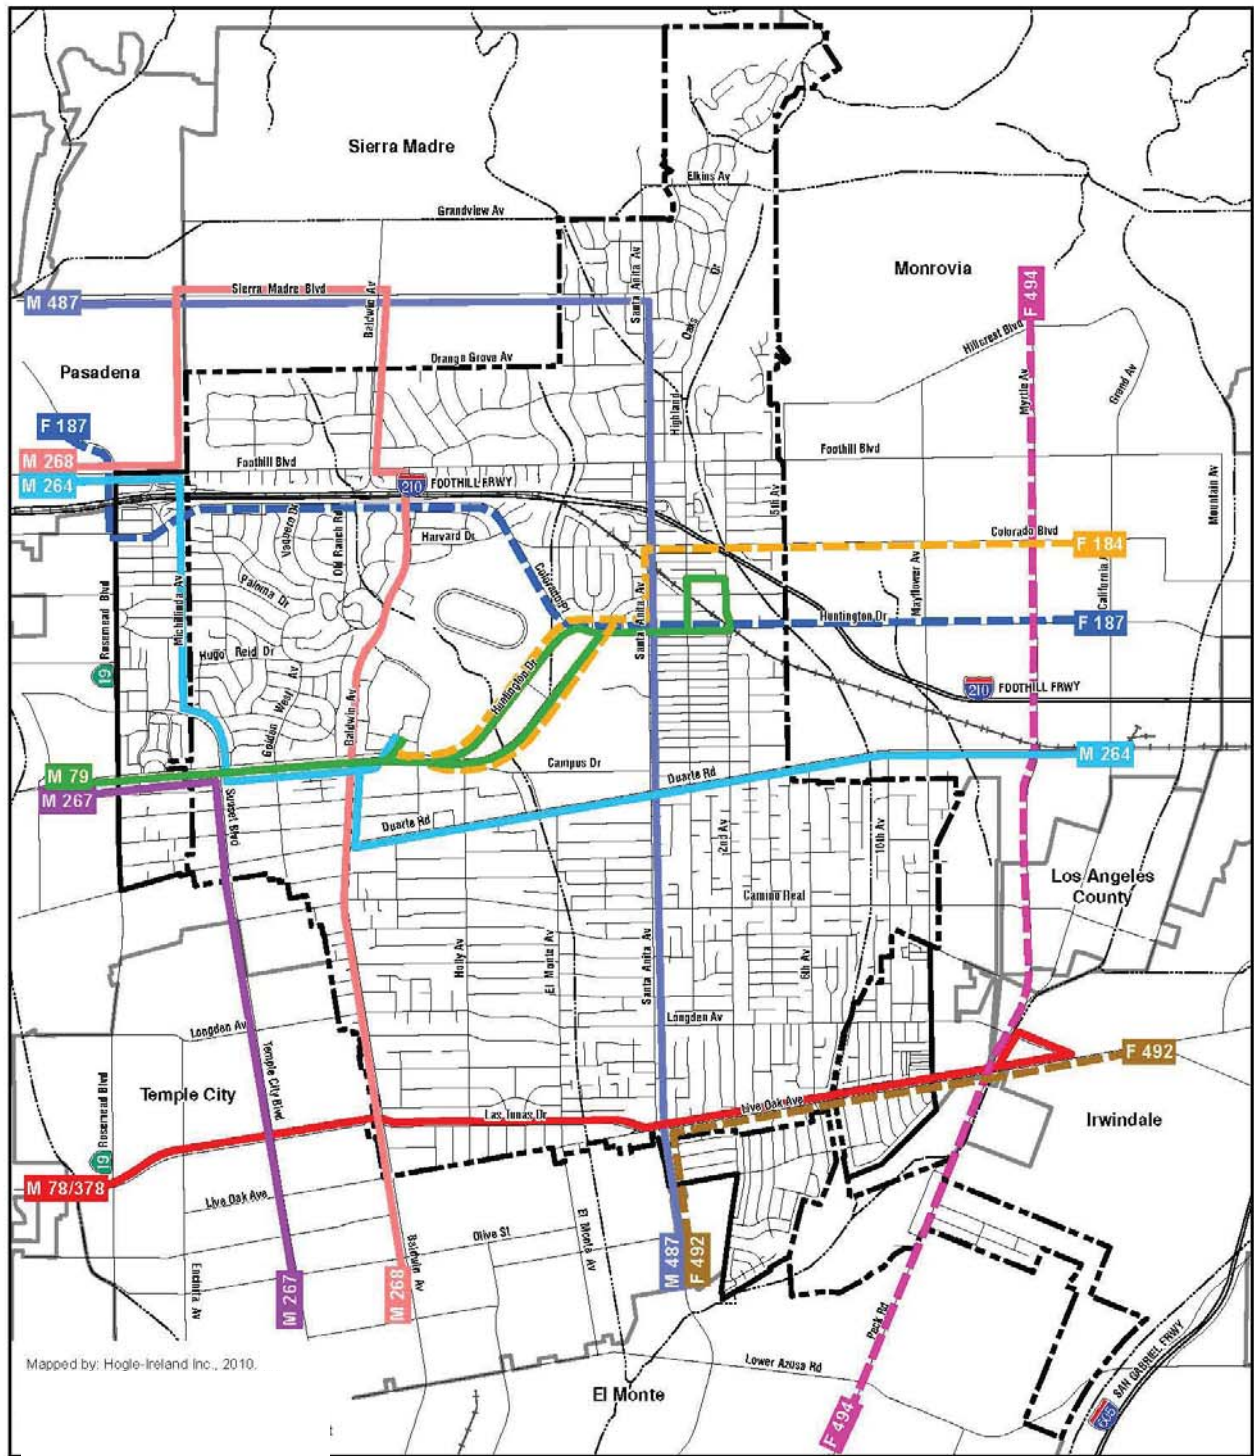 Sierra Madre
Elkins Av
Grandview Av
Monrovia
Santa Anita Av
Oaks
Dr
F 494
Sierra Madre Blvd
M 487
Baldwin Av
Hillcrest Blvd
Orange Grove Av
Pasadena
Myrtle Av
Grand Av
F 187
Highland
M 268
Foothill Blvd
Foothill Blvd
M 264
210
FOOTHILL FRWY
5th Av
Mountain Av
Vaquero Dr
Old Ranch Rd
Harvard Dr
Colorado Blvd
F 184
Colorado Pl
Paloma Dr
Santa Anita Av
Mayflower Av
California Av
Michillinda Av
Rosemead Blvd
Huntington Dr
F 187
Hugo Reid Dr
19
Huntington Dr
210
FOOTHILL FRWY
Golden West Av
Baldwin Av
M 79
Campus Dr
Duarte Rd
M 264
M 267
Sunset Blvd
Duarte Rd
2nd Av
10th Av
Los Angeles
County
Camino Real
Holly Av
El Monte Av
Santa Anita Av
6th Av
Longden Av
Longden Av
Temple City Blvd
F 492
Temple City
Rosemead Blvd
Las Tunas Dr
Live Oak Ave
Irwindale
19
M 78/378
Live Oak Ave
Olive St
El Monte Av
Encinita Av
M 267
M 268
Baldwin Av
M 487
F 492
Peck Rd
Mapped by: Hogle-Ireland Inc., 2010.
Lower Azusa Rd
El Monte
F 494
605
SAN GABRIEL FRWY